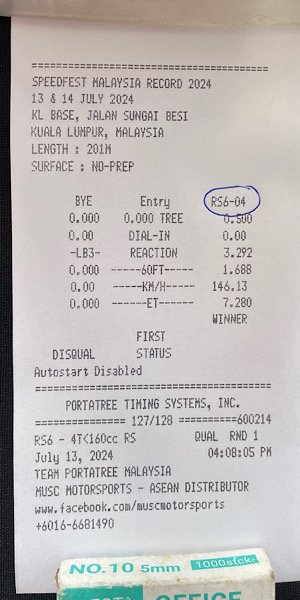 ================================================
SPEEDFEST MALAYSIA RECORD 2024
13 & 14 JULY 2024
KL BASE, JALAN SUNGAI BESI
KUALA LUMPUR, MALAYSIA
LENGTH : 201M
SURFACE : NO-PREP
BYE Entry RS6-04
0.000 0.000 TREE 0.500
0.00 DIAL-IN 0.00
-LB3- REACTION 3.292
0.000 ------60FT----- 1.688
0.00 ------KM/H----- 146.13
0.000 ------ET----- 7.280
WINNER
FIRST
DISQUAL STATUS
Autostart Disabled
================================================
PORTATREE TIMING SYSTEMS, INC.
================ 127/128 ==========600214
RS6 - 4T<160cc RS QUAL RND 1
July 13, 2024 04:08:05 PM
TEAM PORTATREE MALAYSIA
MUSC MOTORSPORTS - ASEAN DISTRIBUTOR
www.facebook.com/muscmotorsports
+6016-6681490
NO.10 5mm 1000sfckr.
OFFICE